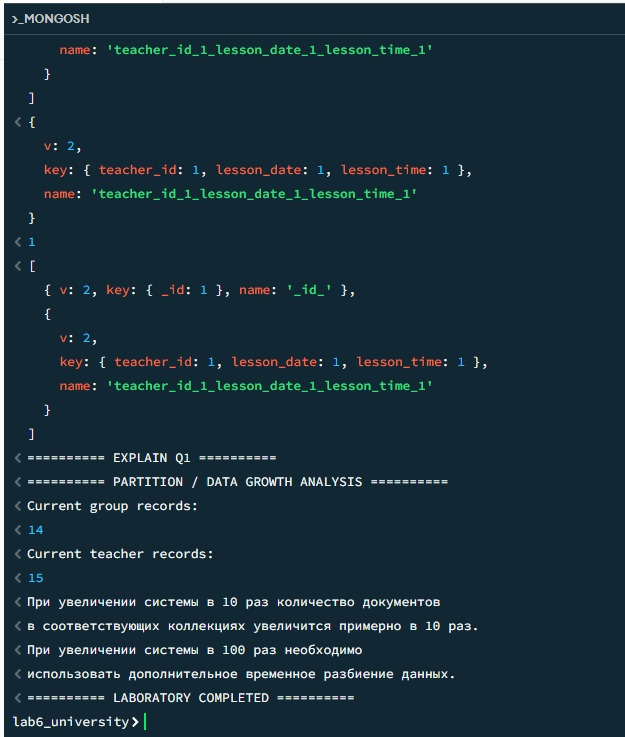 >_MONGOSH
name: 'teacher_id_1_lesson_date_1_lesson_time_1'
}
]
< {
v: 2,
key: { teacher_id: 1, lesson_date: 1, lesson_time: 1 },
name: 'teacher_id_1_lesson_date_1_lesson_time_1'
}
< 1
< [
{ v: 2, key: { _id: 1 }, name: '_id_' },
{
v: 2,
key: { teacher_id: 1, lesson_date: 1, lesson_time: 1 },
name: 'teacher_id_1_lesson_date_1_lesson_time_1'
}
]
< ========== EXPLAIN Q1 ==========
< ========== PARTITION / DATA GROWTH ANALYSIS ==========
< Current group records:
< 14
< Current teacher records:
< 15
< При увеличении системы в 10 раз количество документов
< в соответствующих коллекциях увеличится примерно в 10 раз.
< При увеличении системы в 100 раз необходимо
< использовать дополнительное временное разбиение данных.
< ========== LABORATORY COMPLETED ==========
lab6_university>